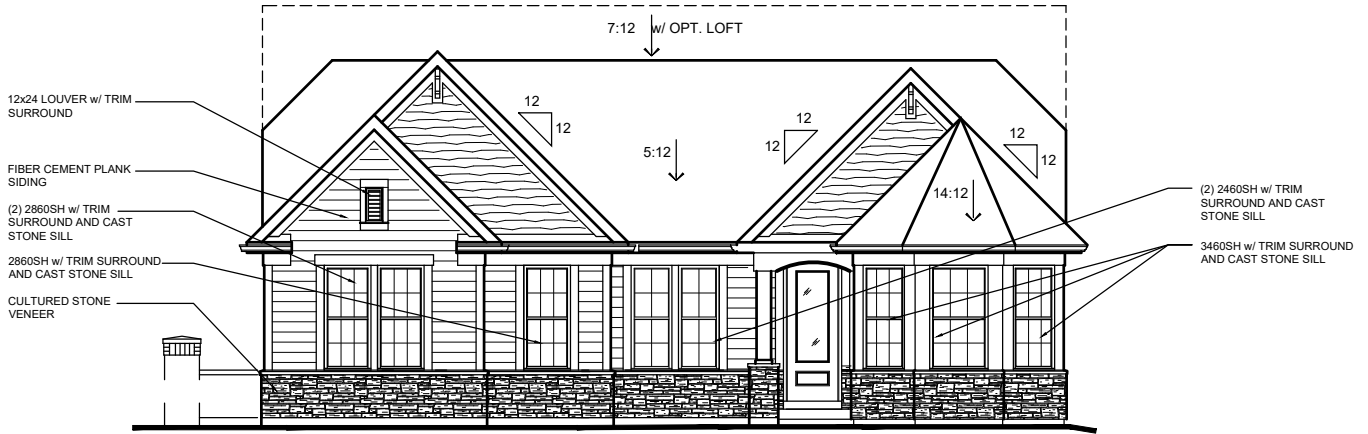 7:12 w/ OPT. LOFT
12x24 LOUVER w/ TRIM
SURROUND
FIBER CEMENT PLANK
SIDING
(2) 2860SH w/ TRIM
SURROUND AND CAST
STONE SILL
2860SH w/ TRIM SURROUND
AND CAST STONE SILL
CULTURED STONE
VENEER
12
12
5:12
12
12
14:12
12
12
(2) 2460SH w/ TRIM
SURROUND AND CAST
STONE SILL
3460SH w/ TRIM SURROUND
AND CAST STONE SILL